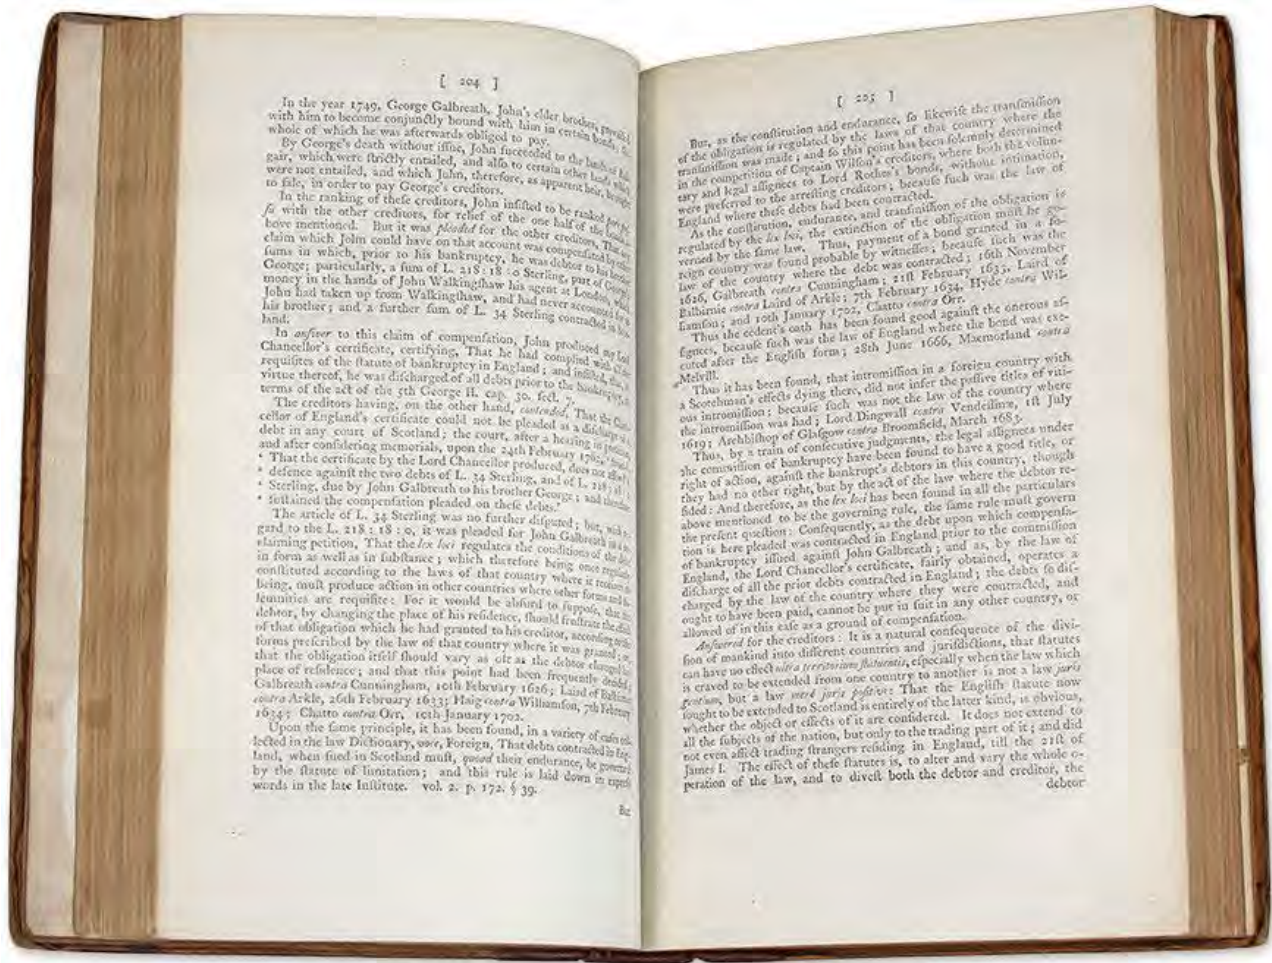 [ 204 ]
In the year 1749, George Galbreath, John's elder brother,
with him to become conjunctly bound with him in certain bonds, the
whole of which he was afterwards obliged to pay.
By George's death without iſſue, John ſucceeded to the lands of
gair, which were ſtrictly entailed, and alſo to certain other lands which
were not entailed, and which John, therefore, as apparent heir, brought
to ſale, in order to pay George's creditors.
In the ranking of theſe creditors, John inſiſted to be ranked
ſu with the other creditors, for relief of the one half of the bonds
bove mentioned. But it was pleaded for the other creditors, That any
claim which John could have on that account was compenſated by other
ſums in which, prior to his bankruptcy, he was debtor to his brother
George; particularly, a ſum of L. 218 : 18 : 0 Sterling, part of George's
money in the hands of John Walkingſhaw his agent at London, which
John had taken up from Walkingſhaw, and had never accounted for to
his brother; and a further ſum of L. 34 Sterling contracted in
land.
In anſwer to this claim of compenſation, John produced my Lord
Chancellor's certificate, certifying, That he had complied with all the
requiſites of the ſtatute of bankruptcy in England; and inſiſted, that, in
virtue thereof, he was diſcharged of all debts prior to the bankruptcy, in
terms of the act of the 5th George II. cap. 30. ſect. 7.
The creditors having, on the other hand, contended, That the Chan-
cellor of England's certificate could not be pleaded as a diſcharge of
debt in any court of Scotland; the court, after a hearing in preſence,
and after conſidering memorials, upon the 24th February
‘ That the certificate by the Lord Chancellor produced, does not afford a
‘ defence againſt the two debts of L. 34 Sterling, and of L. 218 : 18 : 0
‘ Sterling, due by John Galbreath to his brother George; and therefore
‘ ſuſtained the compenſation pleaded on theſe debts.’
The article of L. 34 Sterling was no further diſputed; but, with re-
gard to the L. 218 : 18 : 0, it was pleaded for John Galbreath in a re-
claiming petition, That the lex loci regulates the conditions of the debt
in form as well as in ſubſtance; which therefore being once regularly
conſtituted according to the laws of that country where it received its
being, muſt produce action in other countries where other forms and ſo-
lemnities are requiſite: For it would be abſurd to ſuppoſe, that the
debtor, by changing the place of his reſidence, ſhould fruſtrate the effect
of that obligation which he had granted to his creditor, according to the
forms preſcribed by the law of that country where it was granted; or,
that the obligation itſelf ſhould vary as oft as the debtor changed his
place of reſidence; and that this point had been frequently decided;
Galbreath contra Cunningham, 10th February 1626; Laird of Balbirnie
contra Arkle, 26th February 1633; Haig contra Williamſon, 7th February
1634; Chatto contra Orr, 10th January 1702.
Upon the ſame principle, it has been found, in a variety of caſes col-
lected in the law Dictionary, voce, Foreign, That debts contracted in Eng-
land, when ſued in Scotland muſt, quoad their endurance, be governed
by the ſtatute of limitation; and this rule is laid down in expreſs
words in the late Inſtitute. vol. 2. p. 172. § 39.
But
[ 205 ]
But, as the conſtitution and endurance, ſo likewiſe the tranſmiſſion
of the obligation is regulated by the laws of that country where the
tranſmiſſion was made; and ſo this point has been ſolemnly determined
in the competition of Captain Wilſon's creditors, where both the volun-
tary and legal aſſignees to Lord Rothes' bonds, without intimation,
were preferred to the arreſting creditors; becauſe ſuch was the law of
England where theſe debts had been contracted.
As the conſtitution, endurance, and tranſmiſſion of the obligation is
regulated by the lex loci, the extinction of the obligation muſt be go-
verned by the ſame law. Thus, payment of a bond granted in a fo-
reign country was found probable by witneſſes; becauſe ſuch was the
law of the country where the debt was contracted; 16th November
1626, Galbreath contra Cunningham; 21ſt February 1633, Laird of
Balbirnie contra Laird of Arkle; 7th February 1634, Hyde contra Wil-
liamſon; and 10th January 1702, Chatto contra Orr.
Thus the cedent's oath has been found good againſt the onerous aſ-
ſignees, becauſe ſuch was the law of England where the bond was exe-
cuted after the Engliſh form; 28th June 1666, Macmorland contra
Melvill.
Thus it has been found, that intromiſſion in a foreign country with
a Scotchman's effects dying there, did not infer the paſſive titles of viti-
ous intromiſſion: becauſe ſuch was not the law of the country where
the intromiſſion was had; Lord Dingwall contra Vendeiſſina, 1ſt July
1619; Archbiſhop of Glaſgow contra Broomfield, March 1683.
Thus, by a train of conſecutive judgments, the legal aſſignees under
the commiſſion of bankruptcy have been found to have a good title, or
right of action, againſt the bankrupt's debtors in this country, though
they had no other right, but by the act of the law where the debtor re-
ſided: And therefore, as the lex loci has been found in all the particulars
above mentioned to be the governing rule, the ſame rule muſt govern
the preſent queſtion: Conſequently, as the debt upon which compenſa-
tion is here pleaded was contracted in England prior to the commiſſion
of bankruptcy iſſued againſt John Galbreath; and as, by the law of
England, the Lord Chancellor's certificate, fairly obtained, operates a
diſcharge of all the prior debts contracted in England; the debts ſo diſ-
charged by the law of the country where they were contracted, and
ought to have been paid, cannot be put in ſuit in any other country, or
allowed of in this caſe as a ground of compenſation.
Anſwered for the creditors: It is a natural conſequence of the divi-
ſion of mankind into different countries and juriſdictions, that ſtatutes
can have no effect ultra territorium ſtatuentis, eſpecially when the law which
is craved to be extended from one country to another is not a law juris
gentium, but a law mere juris poſitivi: That the Engliſh ſtatute now
ſought to be extended to Scotland is entirely of the latter kind, is obvious,
whether the object or effects of it are conſidered. It does not extend to
all the ſubjects of the nation, but only to the trading part of it; and did
not even affect trading ſtrangers reſiding in England, till the 21ſt of
James I. The effect of theſe ſtatutes is, to alter and vary the whole o-
peration of the law, and to diveſt both the debtor and creditor, the
debtor